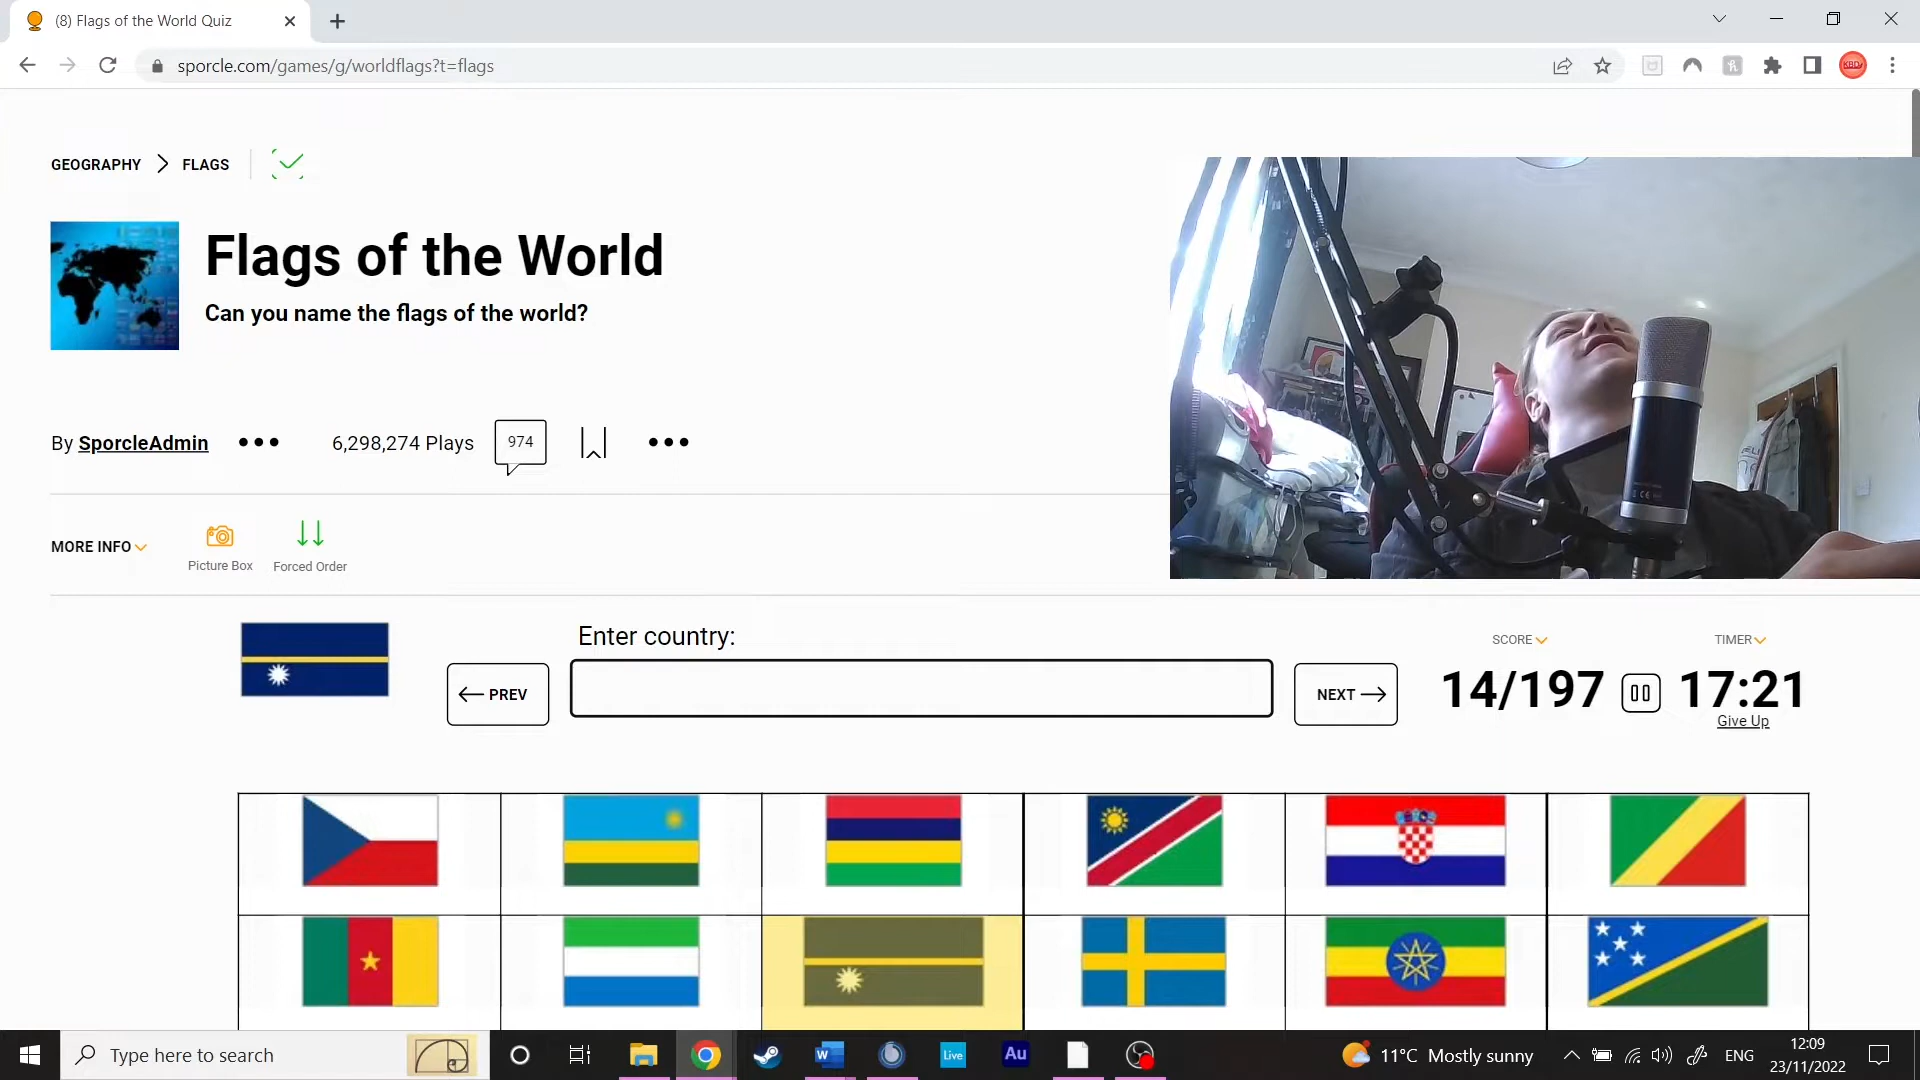 (8) Flags of the World Quiz
sporcle.com/games/g/worldflags?t=flags
GEOGRAPHY
FLAGS
Flags of the World
Can you name the flags of the world?
By SporcleAdmin
6,298,274 Plays
974
MORE INFO
Picture Box
Forced Order
Enter country:
PREV
NEXT
SCORE
14/197
TIMER
17:21
Give Up
Type here to search
W
Live
Au
11°C Mostly sunny
ENG
12:09
23/11/2022